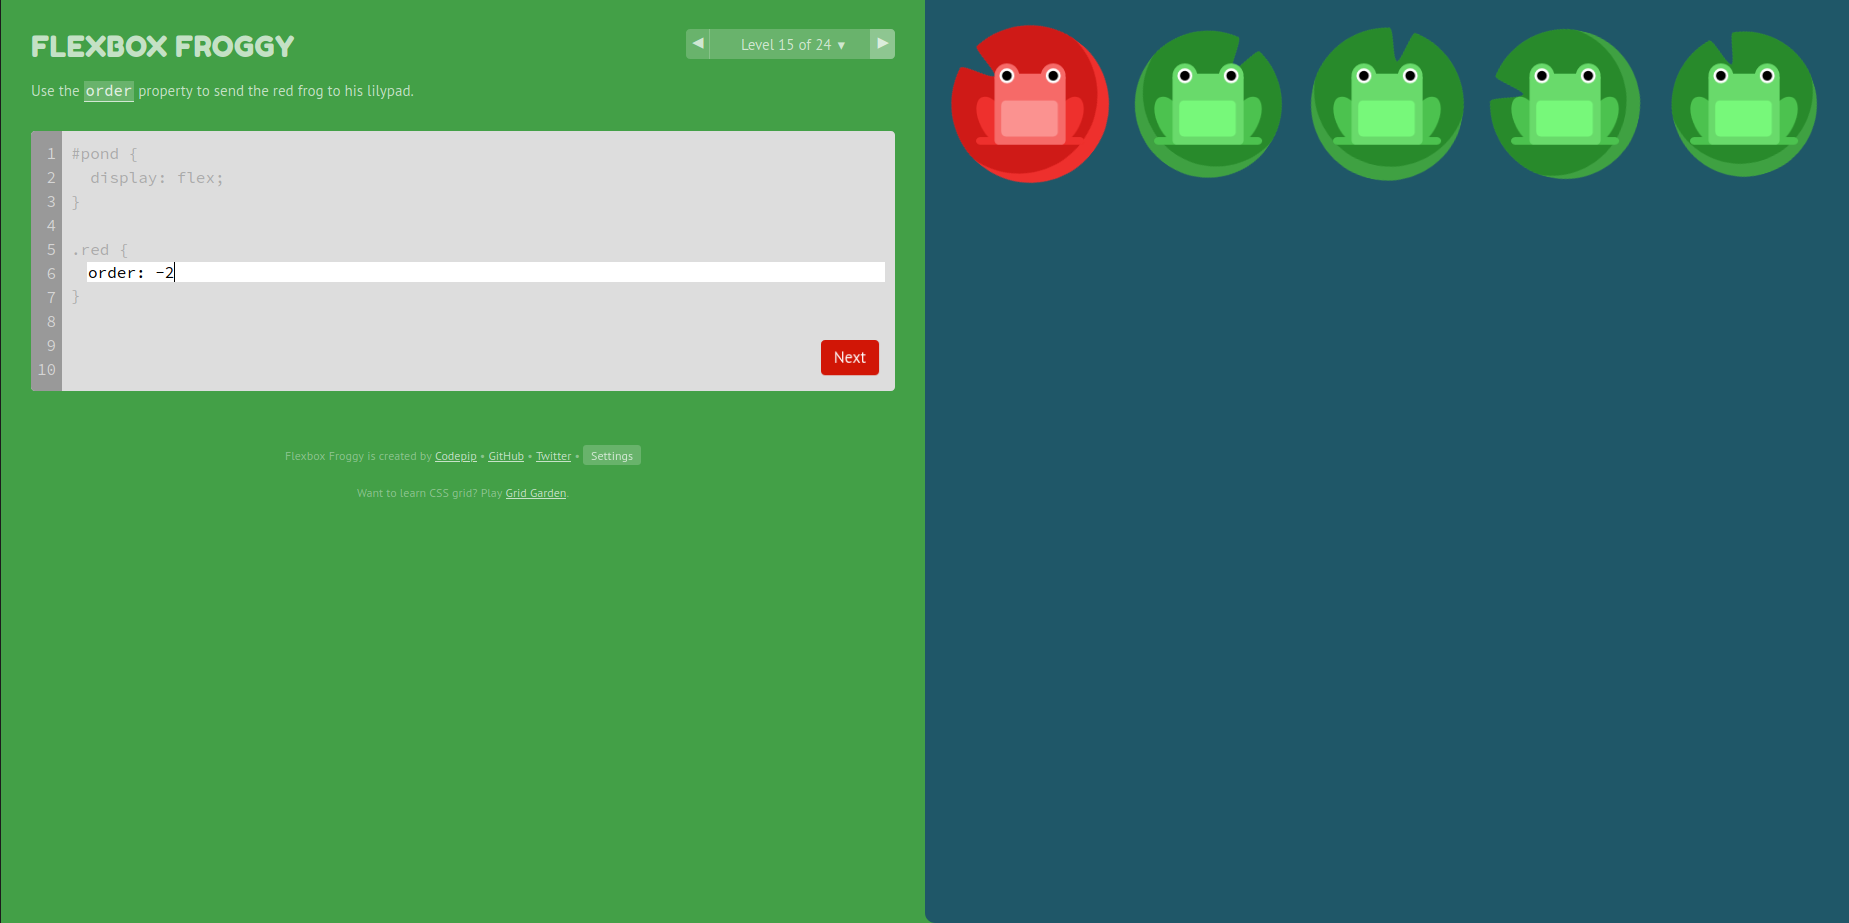 FLEXBOX FROGGY
◀ Level 15 of 24 ▾ ▶
Use the order property to send the red frog to his lilypad.
1 #pond {
2 display: flex;
3 }
4
5 .red {
6 order: -2
7 }
8
9
10
Next
Flexbox Froggy is created by Codepip • GitHub • Twitter • Settings
Want to learn CSS grid? Play Grid Garden.